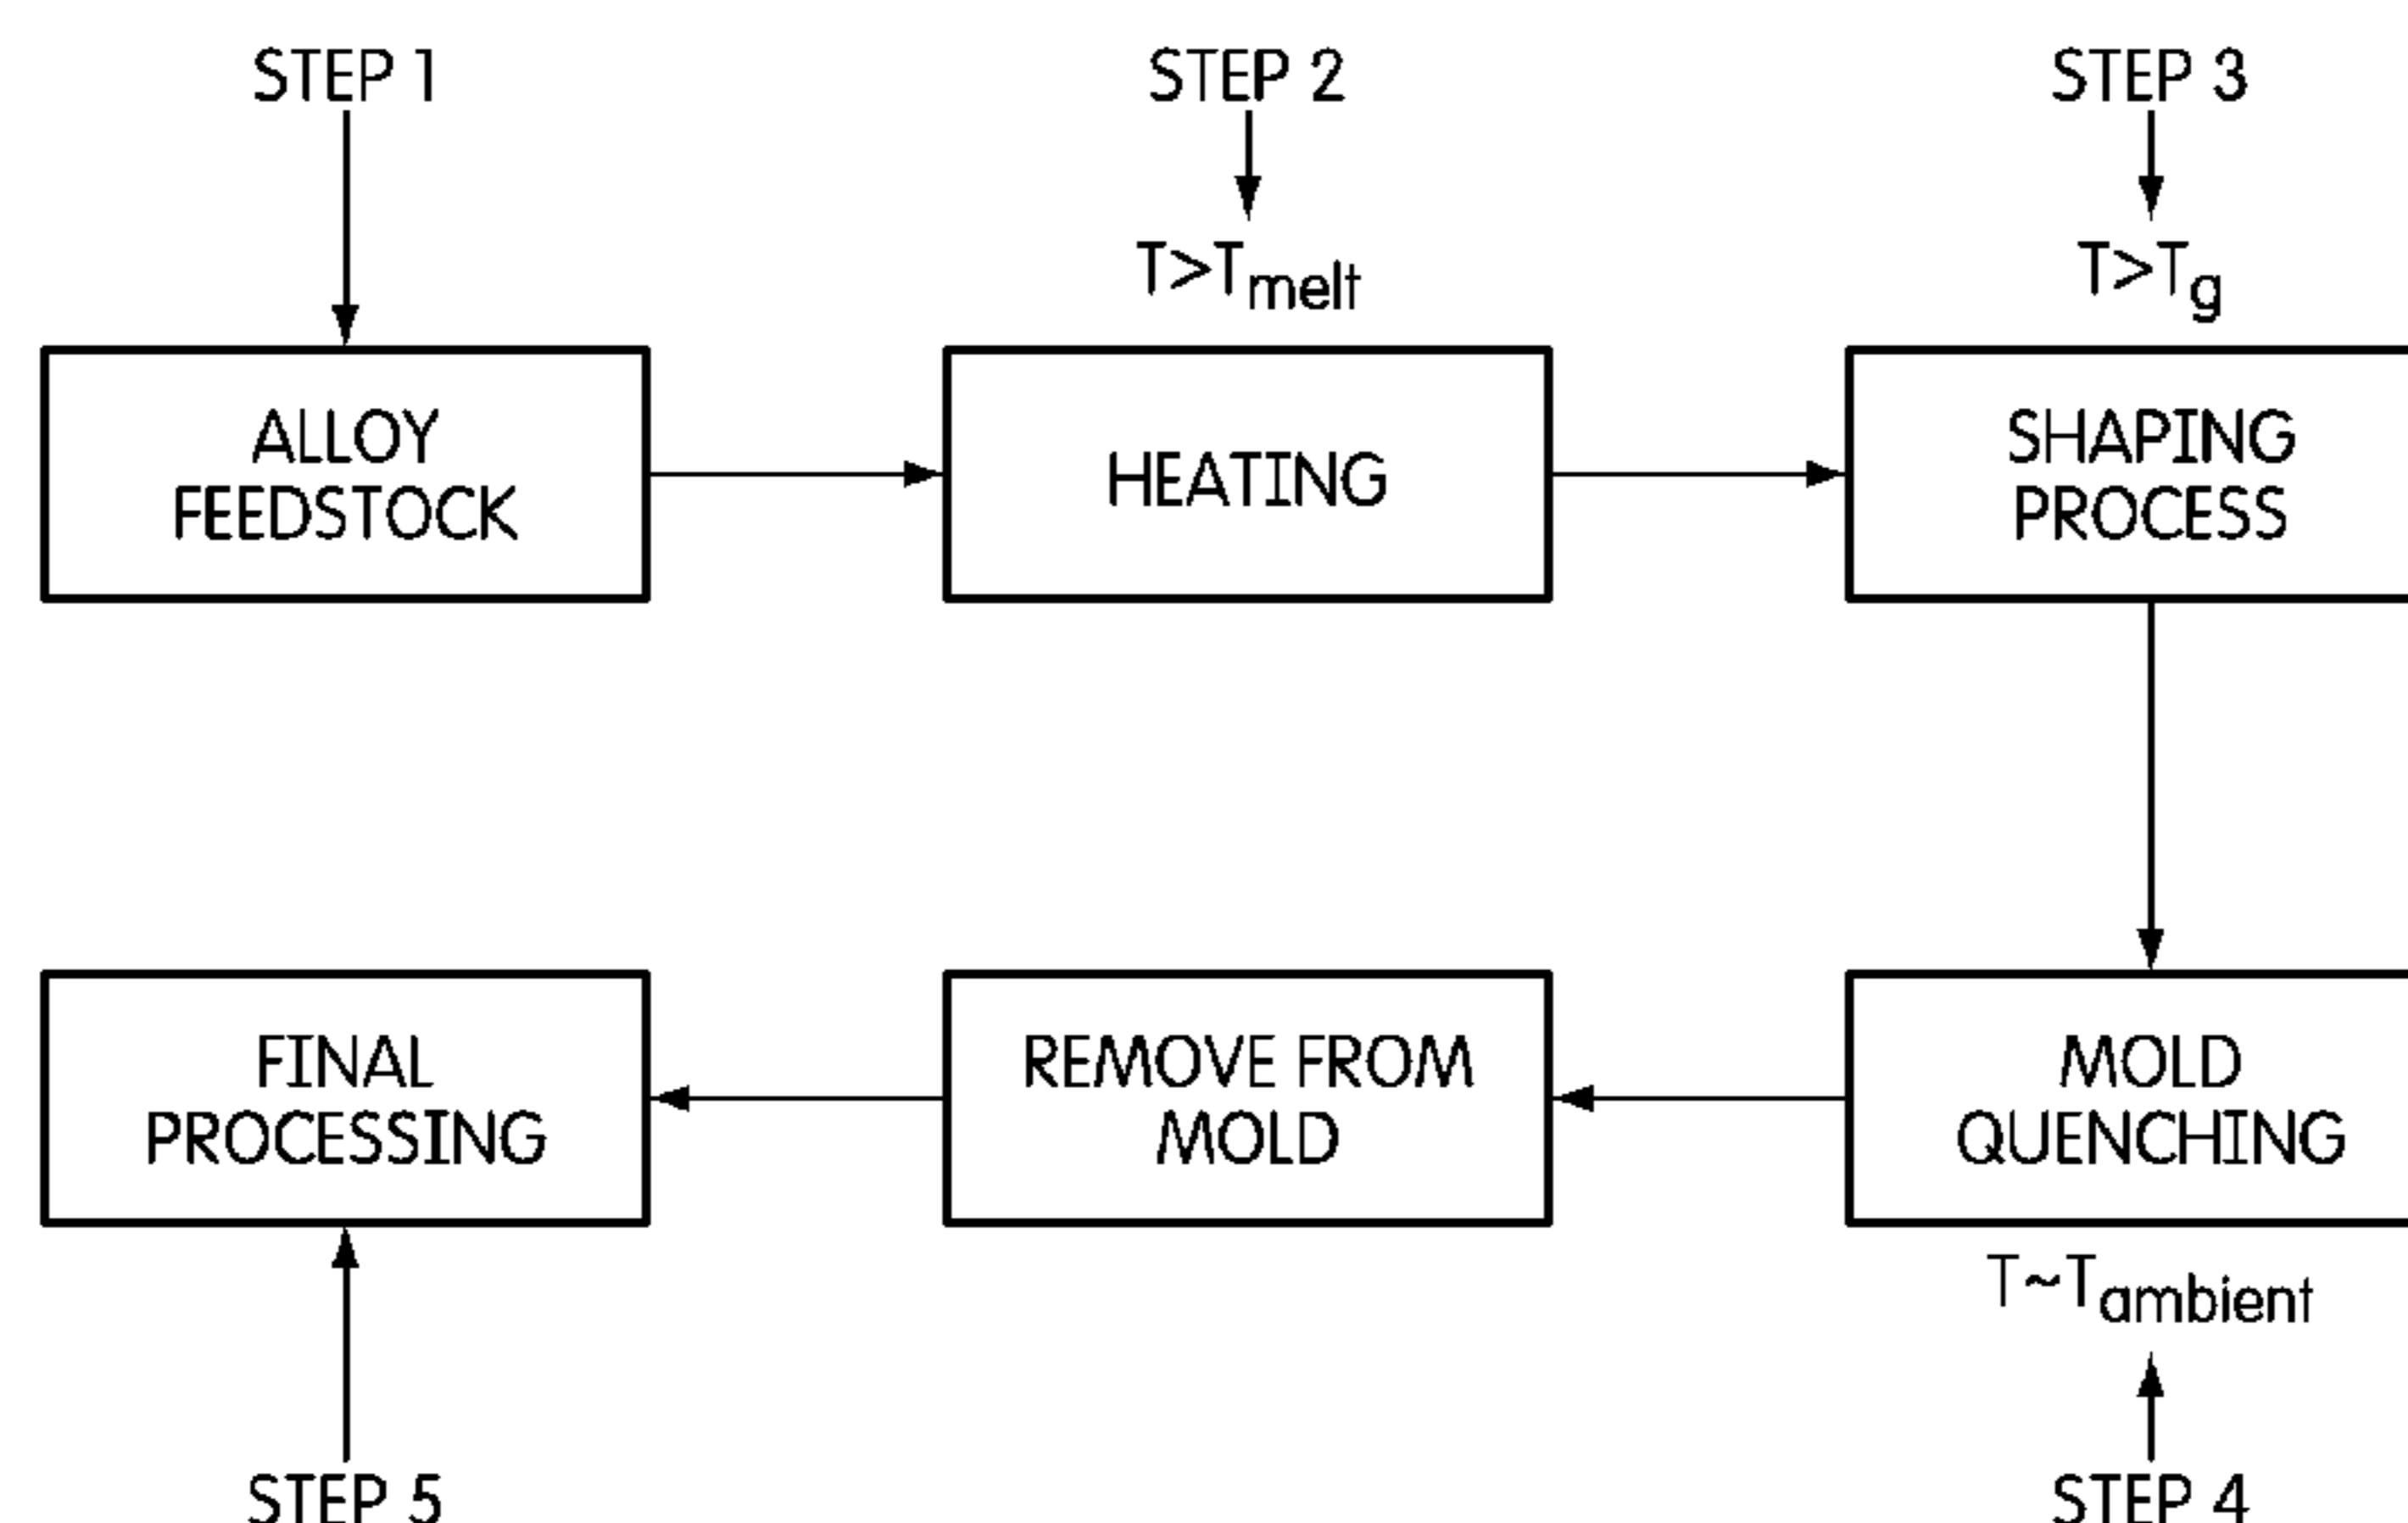 STEP 1
STEP 2
STEP 3
T>Tmelt
T>Tg
ALLOY
FEEDSTOCK
HEATING
SHAPING
PROCESS
FINAL
PROCESSING
REMOVE FROM
MOLD
MOLD
QUENCHING
T~Tambient
STEP 5
STEP 4